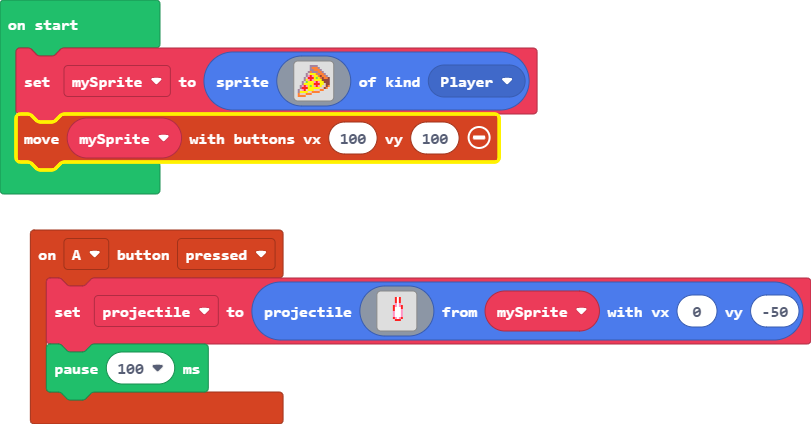 on start
set mySprite to sprite of kind Player
move mySprite with buttons vx 100 vy 100
on A button pressed
set projectile to projectile from mySprite with vx 0 vy -50
pause 100 ms